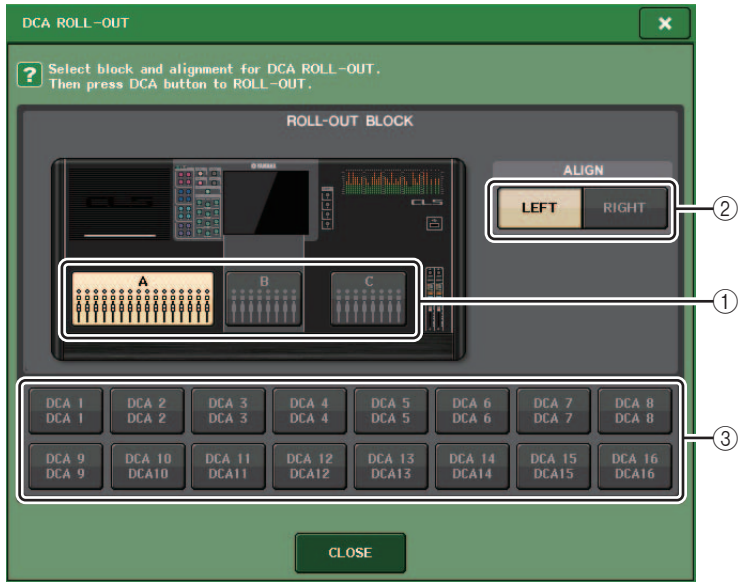 DCA ROLL-OUT
×
? Select block and alignment for DCA ROLL-OUT.
Then press DCA button to ROLL-OUT.
ROLL-OUT BLOCK
YAMAHA
CL5
CL5
ALIGN
LEFT RIGHT
②
A B C
①
DCA 1 DCA 2 DCA 3 DCA 4 DCA 5 DCA 6 DCA 7 DCA 8
DCA 1 DCA 2 DCA 3 DCA 4 DCA 5 DCA 6 DCA 7 DCA 8
③
DCA 9 DCA 10 DCA 11 DCA 12 DCA 13 DCA 14 DCA 15 DCA 16
DCA 9 DCA10 DCA11 DCA12 DCA13 DCA14 DCA15 DCA16
CLOSE